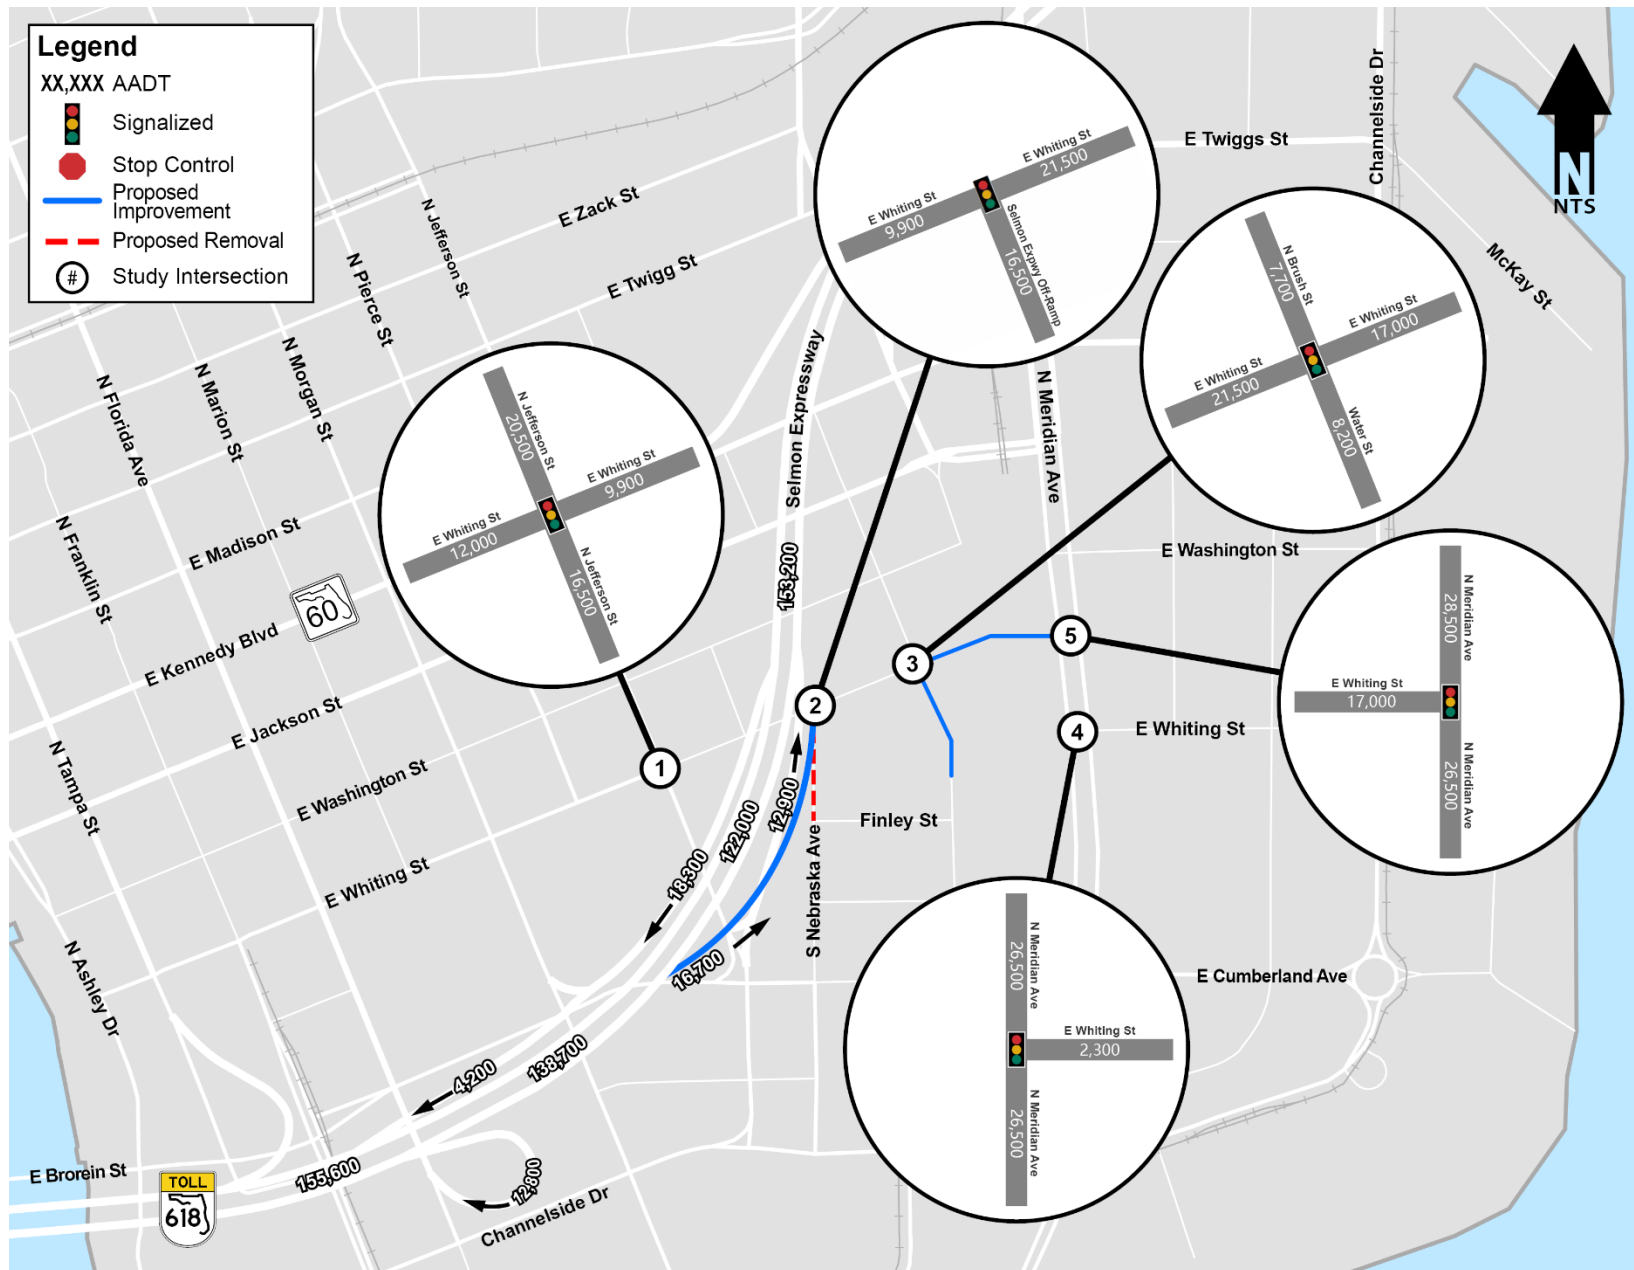 Legend
XX,XXX AADT
Signalized
Stop Control
Proposed
Improvement
Proposed Removal
# Study Intersection
N
NTS
E Twiggs St
Channelside Dr
McKay St
E Zack St
E Twigg St
N Jefferson St
N Pierce St
N Morgan St
N Marion St
N Florida Ave
N Franklin St
E Madison St
60
E Kennedy Blvd
E Jackson St
E Washington St
E Whiting St
N Tampa St
N Ashley Dr
E Brorein St
TOLL
618
Channelside Dr
Selmon Expressway
N Meridian Ave
E Washington St
E Whiting St
Finley St
S Nebraska Ave
E Cumberland Ave
153,200
122,000
12,900
18,300
16,700
138,700
4,200
155,600
12,800
1
2
3
4
5
N Jefferson St
20,500
E Whiting St
9,900
E Whiting St
12,000
N Jefferson St
16,500
E Whiting St
21,500
E Whiting St
9,900
Selmon Expwy Off-Ramp
16,500
N Brush St
7,700
E Whiting St
17,000
E Whiting St
21,500
Water St
8,200
N Meridian Ave
28,500
E Whiting St
17,000
N Meridian Ave
26,500
N Meridian Ave
26,500
E Whiting St
2,300
N Meridian Ave
26,500